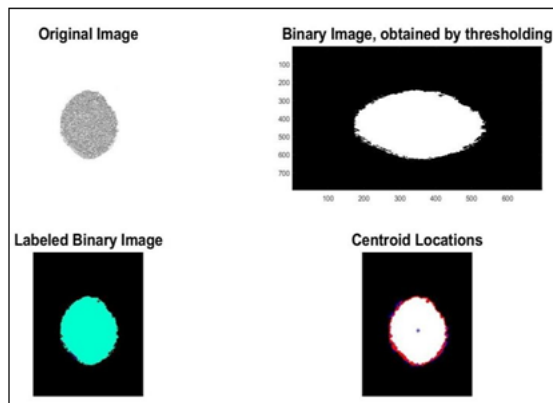 Original Image
Binary Image, obtained by thresholding
100
200
300
400
500
600
700
100 200 300 400 500 600
Labeled Binary Image
Centroid Locations